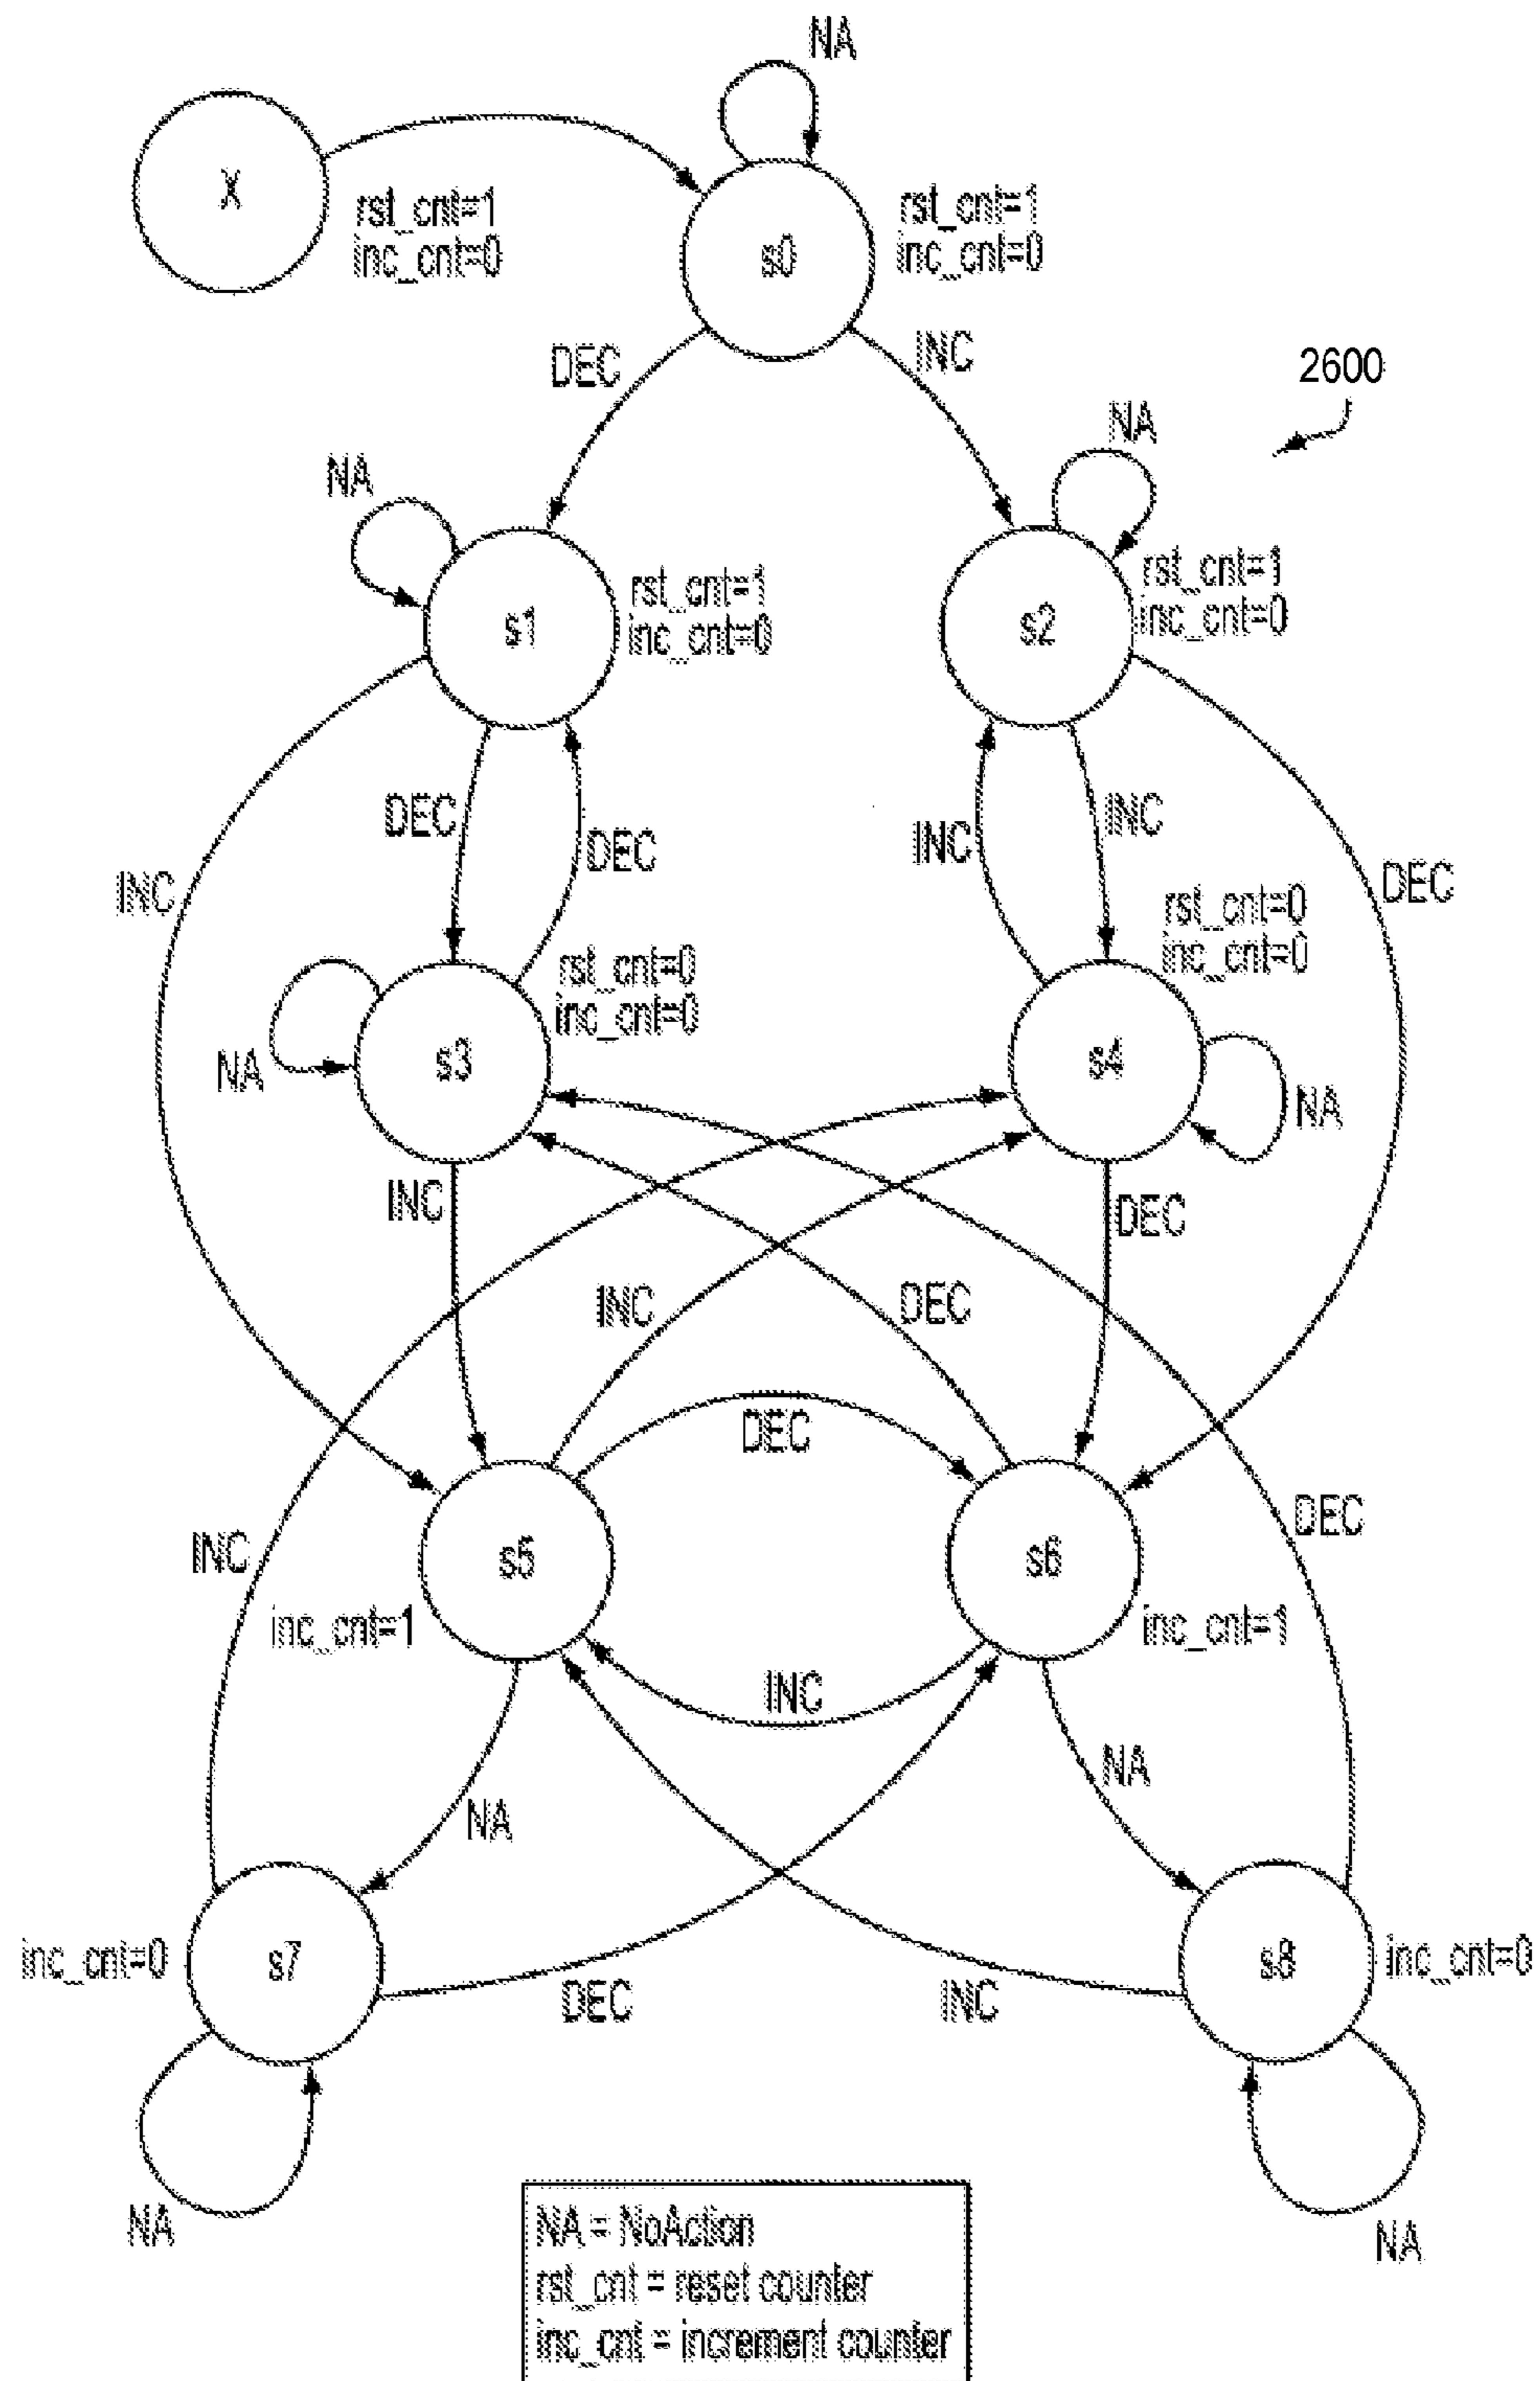 NA
X
rst_cnt=1
inc_cnt=0
s0
rst_cnt=1
inc_cnt=0
DEC
INC
2600
NA
NA
s1
rst_cnt=1
inc_cnt=0
s2
rst_cnt=1
inc_cnt=0
INC
DEC
DEC
INC
INC
DEC
rst_cnt=0
inc_cnt=0
rst_cnt=0
inc_cnt=0
NA
s3
s4
NA
INC
DEC
INC
DEC
DEC
INC
DEC
s5
s6
inc_cnt=1
inc_cnt=1
INC
NA
NA
inc_cnt=0
s7
s8
inc_cnt=0
DEC
INC
NA
NA
NA = NoAction
rst_cnt = reset counter
inc_cnt = increment counter